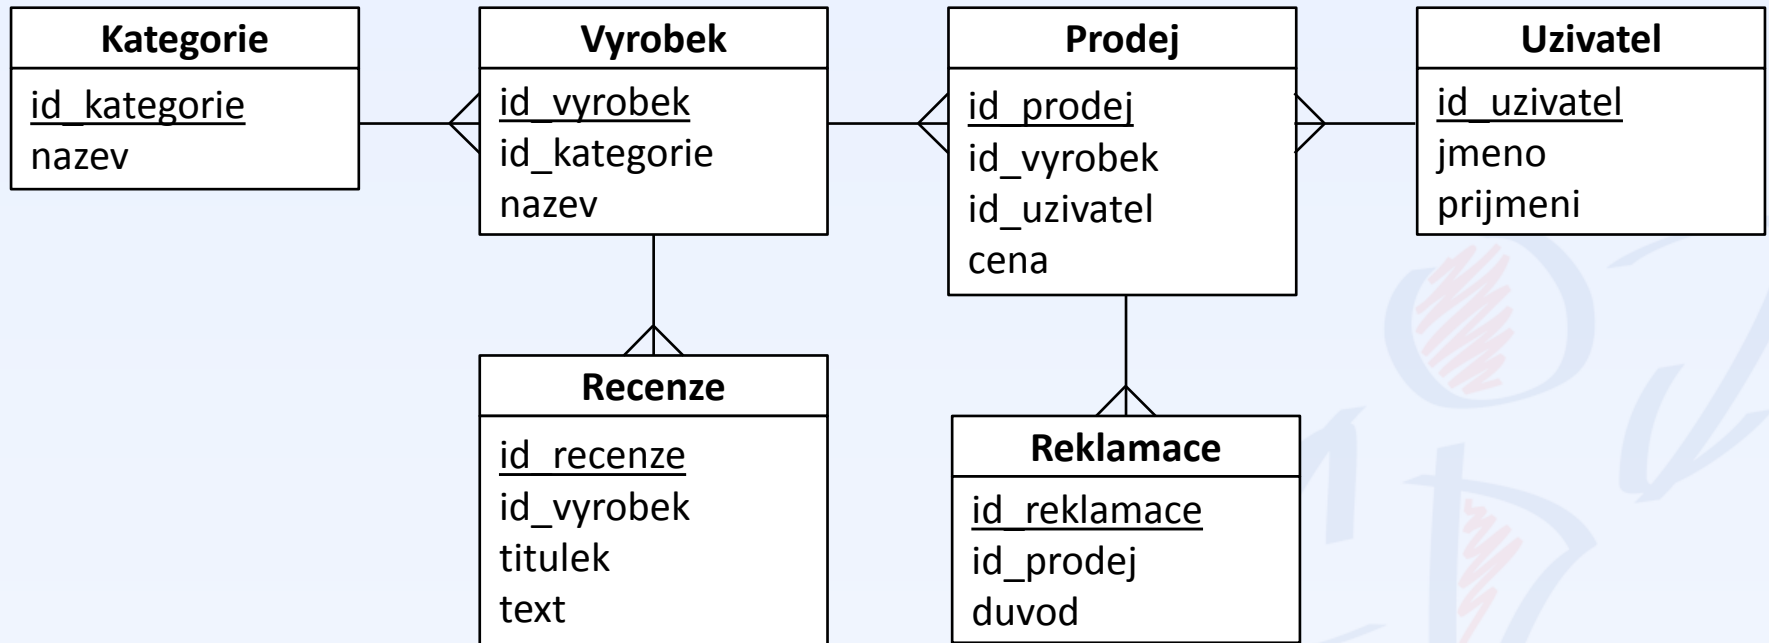 Kategorie
id_kategorie
nazev
Vyrobek
id_vyrobek
id_kategorie
nazev
Prodej
id_prodej
id_vyrobek
id_uzivatel
cena
Uzivatel
id_uzivatel
jmeno
prijmeni
Recenze
id_recenze
id_vyrobek
titulek
text
Reklamace
id_reklamace
id_prodej
duvod